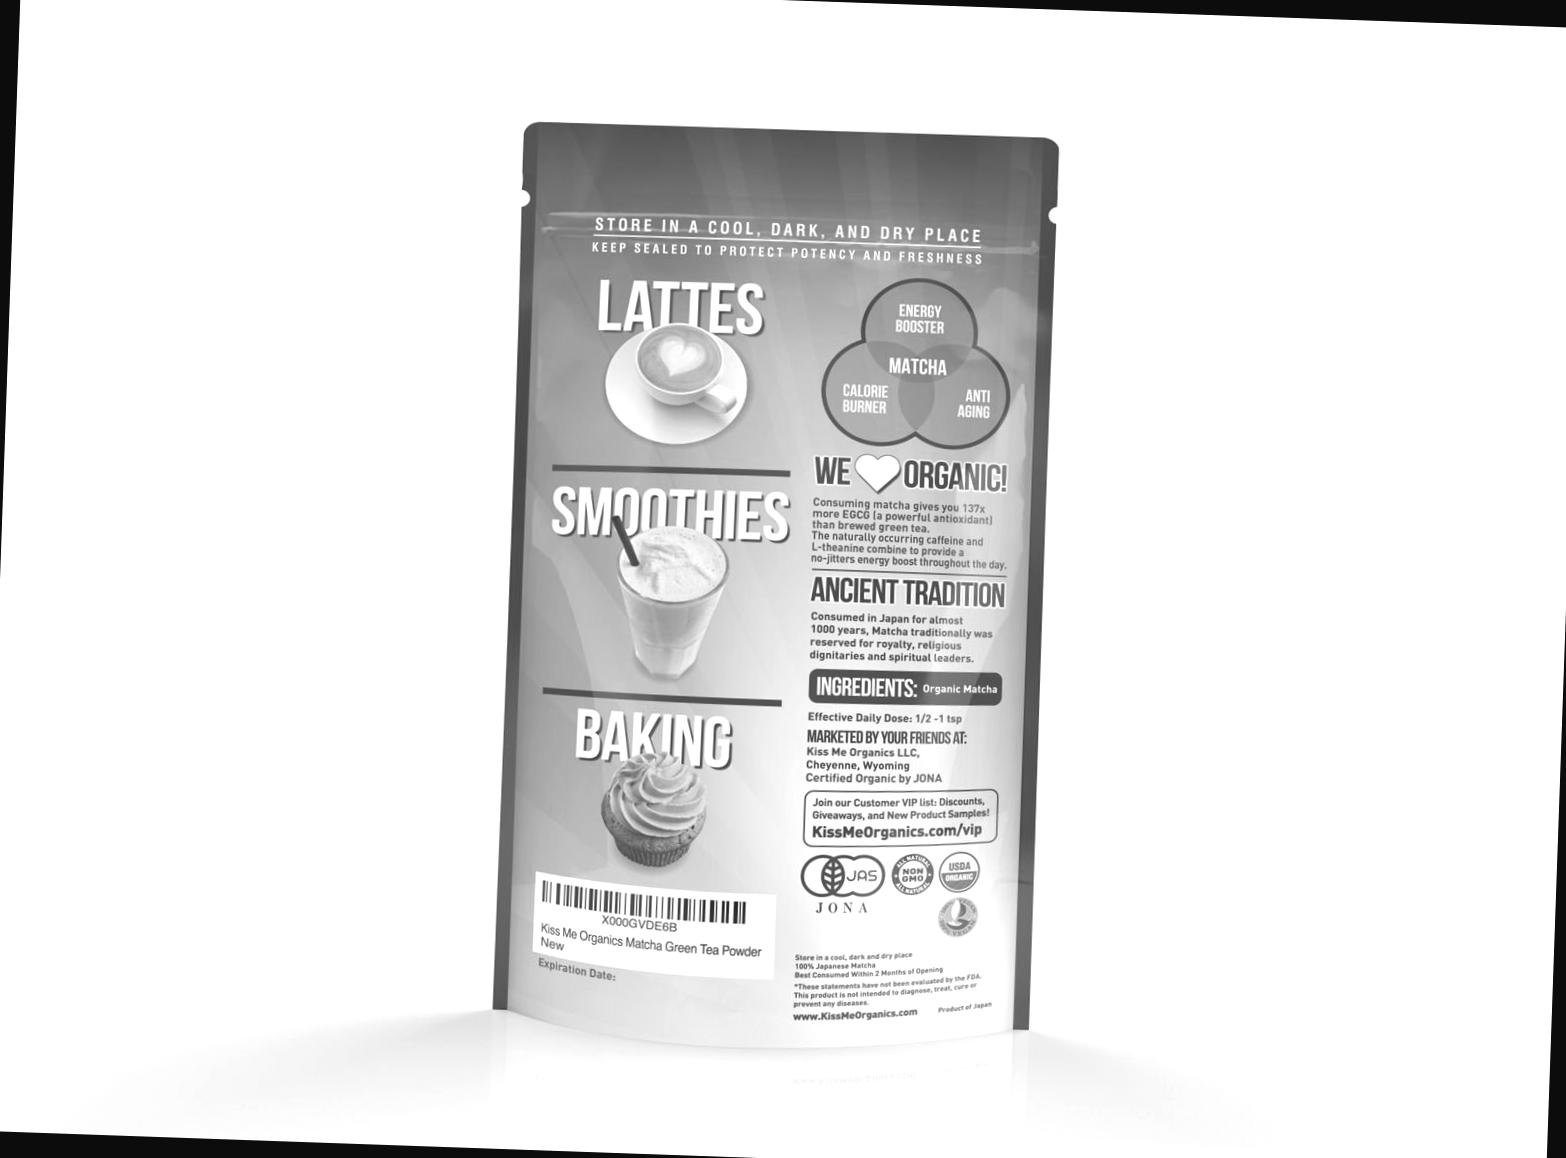 STORE IN A COOL, DARK, AND DRY PLACE
KEEP SEALED TO PROTECT POTENCY AND FRESHNESS
LATTES
SMOOTHIES
BAKING
X000GVDE6B
Kiss Me Organics Matcha Green Tea Powder
New
Expiration Date:
ENERGY
BOOSTER
MATCHA
CALORIE
BURNER
ANTI
AGING
WE ORGANIC!
Consuming matcha gives you 137x
more EGCG (a powerful antioxidant)
than brewed green tea.
The naturally occurring caffeine and
L-theanine combine to provide a
no-jitters energy boost throughout the day.
ANCIENT TRADITION
Consumed in Japan for almost
1000 years, Matcha traditionally was
reserved for royalty, religious
dignitaries and spiritual leaders.
INGREDIENTS: Organic Matcha
Effective Daily Dose: 1/2 -1 tsp
MARKETED BY YOUR FRIENDS AT:
Kiss Me Organics LLC,
Cheyenne, Wyoming
Certified Organic by JONA
Join our Customer VIP list: Discounts,
Giveaways, and New Product Samples!
KissMeOrganics.com/vip
JAS
JONA
ALL NATURAL
NON
GMO
ALL NATURAL
USDA
ORGANIC
Store in a cool, dark and dry place
100% Japanese Matcha
Best Consumed Within 2 Months of Opening
*These statements have not been evaluated by the FDA.
This product is not intended to diagnose, treat, cure or
prevent any diseases.
www.KissMeOrganics.com
Product of Japan